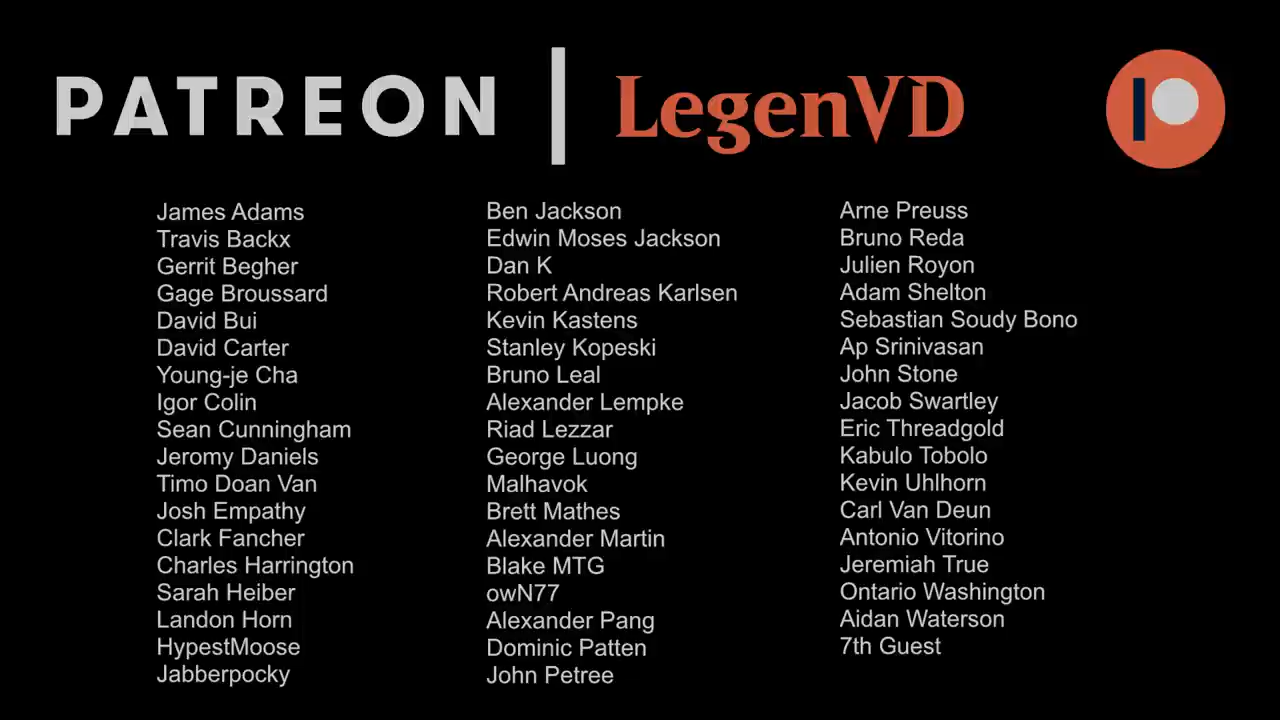 PATREON | LegenVD
James Adams
Travis Backx
Gerrit Begher
Gage Broussard
David Bui
David Carter
Young-je Cha
Igor Colin
Sean Cunningham
Jeromy Daniels
Timo Doan Van
Josh Empathy
Clark Fancher
Charles Harrington
Sarah Heiber
Landon Horn
HypestMoose
Jabberpocky
Ben Jackson
Edwin Moses Jackson
Dan K
Robert Andreas Karlsen
Kevin Kastens
Stanley Kopeski
Bruno Leal
Alexander Lempke
Riad Lezzar
George Luong
Malhavok
Brett Mathes
Alexander Martin
Blake MTG
owN77
Alexander Pang
Dominic Patten
John Petree
Arne Preuss
Bruno Reda
Julien Royon
Adam Shelton
Sebastian Soudy Bono
Ap Srinivasan
John Stone
Jacob Swartley
Eric Threadgold
Kabulo Tobolo
Kevin Uhlhorn
Carl Van Deun
Antonio Vitorino
Jeremiah True
Ontario Washington
Aidan Waterson
7th Guest